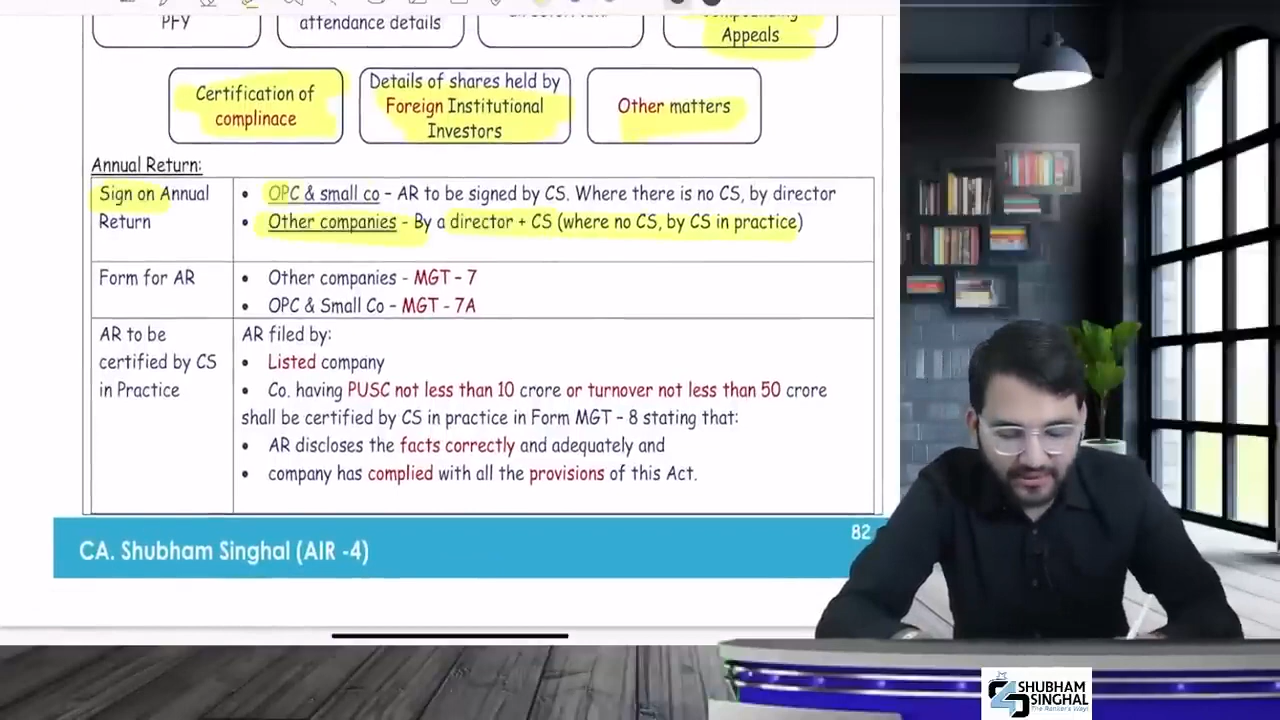 PFY
attendance details
Appeals
Certification of
complinace
Details of shares held by
Foreign Institutional
Investors
Other matters
Annual Return:
Sign on Annual
Return
• OPC & small co – AR to be signed by CS. Where there is no CS, by director
• Other companies – By a director + CS (where no CS, by CS in practice)
Form for AR
• Other companies - MGT – 7
• OPC & Small Co – MGT - 7A
AR to be
certified by CS
in Practice
AR filed by:
• Listed company
• Co. having PUSC not less than 10 crore or turnover not less than 50 crore
shall be certified by CS in practice in Form MGT – 8 stating that:
• AR discloses the facts correctly and adequately and
• company has complied with all the provisions of this Act.
82
CA. Shubham Singhal (AIR -4)
SHUBHAM
SINGHAL
The Rankers Way!